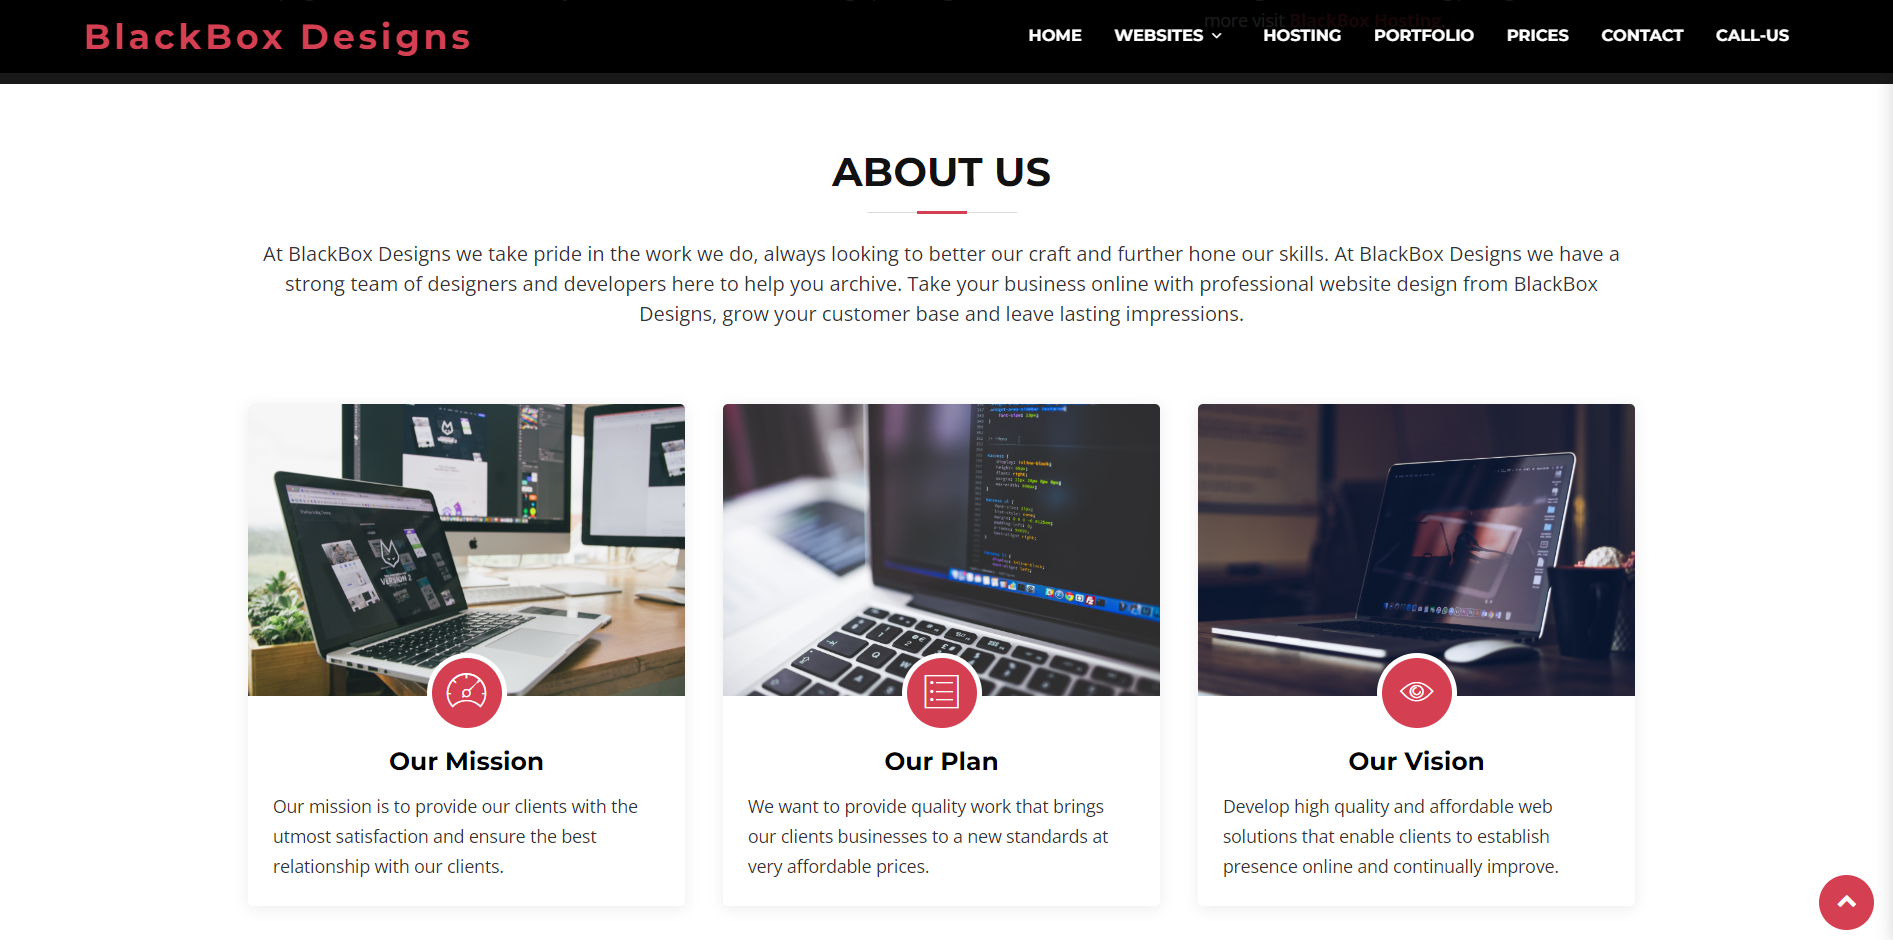 more visit BlackBox Hosting.
BlackBox Designs
HOME WEBSITES HOSTING PORTFOLIO PRICES CONTACT CALL-US
ABOUT US
At BlackBox Designs we take pride in the work we do, always looking to better our craft and further hone our skills. At BlackBox Designs we have a
strong team of designers and developers here to help you archive. Take your business online with professional website design from BlackBox
Designs, grow your customer base and leave lasting impressions.
VERSION 2
Our Mission
Our mission is to provide our clients with the
utmost satisfaction and ensure the best
relationship with our clients.
Our Plan
We want to provide quality work that brings
our clients businesses to a new standards at
very affordable prices.
Our Vision
Develop high quality and affordable web
solutions that enable clients to establish
presence online and continually improve.